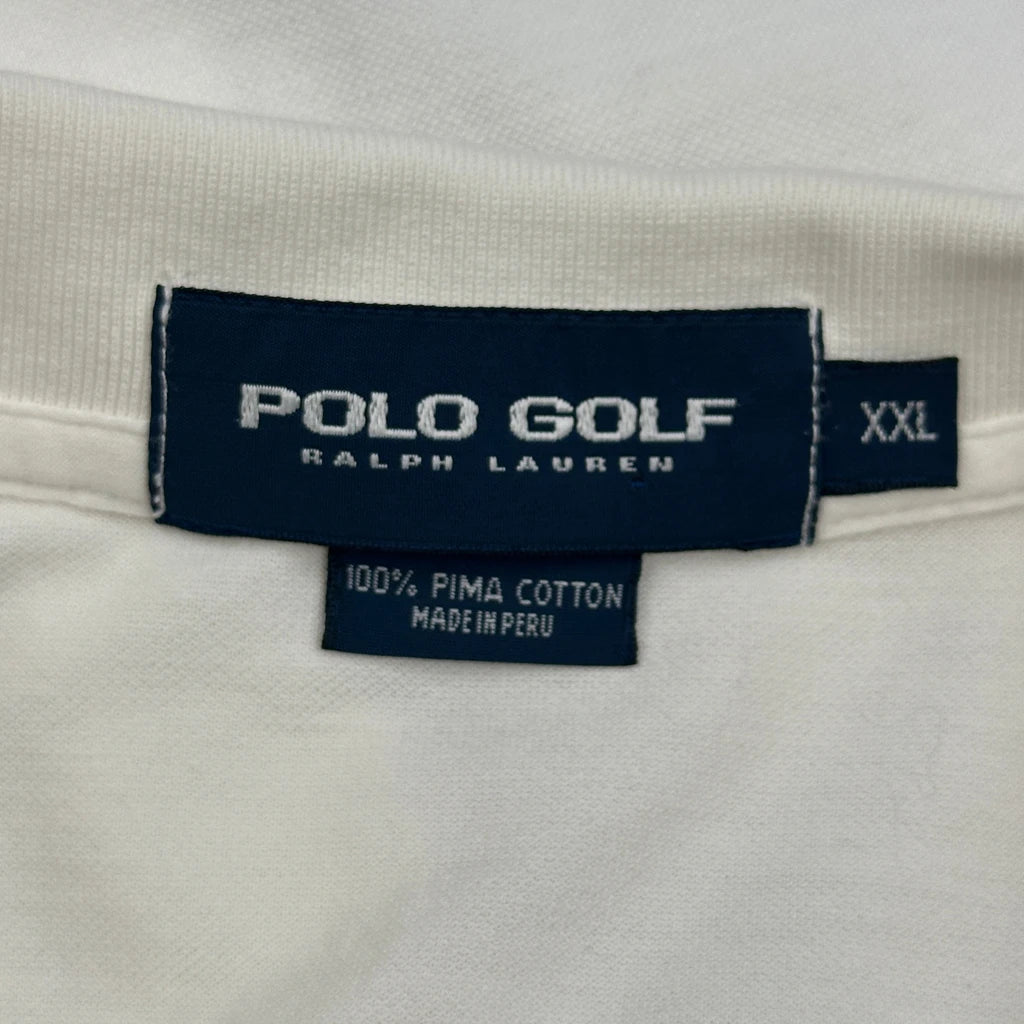 POLO GOLF
RALPH LAUREN
XXL
100% PIMA COTTON
MADE IN PERU